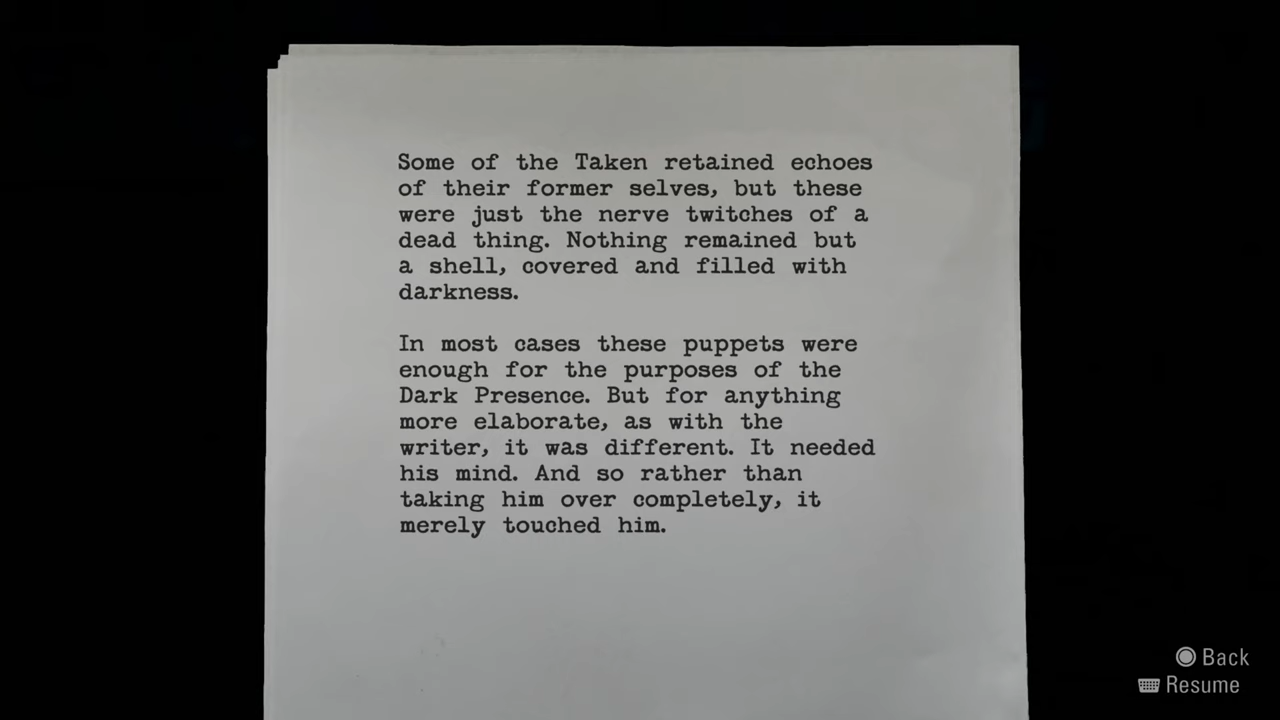 Some of the Taken retained echoes
of their former selves, but these
were just the nerve twitches of a
dead thing. Nothing remained but
a shell, covered and filled with
darkness.
In most cases these puppets were
enough for the purposes of the
Dark Presence. But for anything
more elaborate, as with the
writer, it was different. It needed
his mind. And so rather than
taking him over completely, it
merely touched him.
Back
Resume